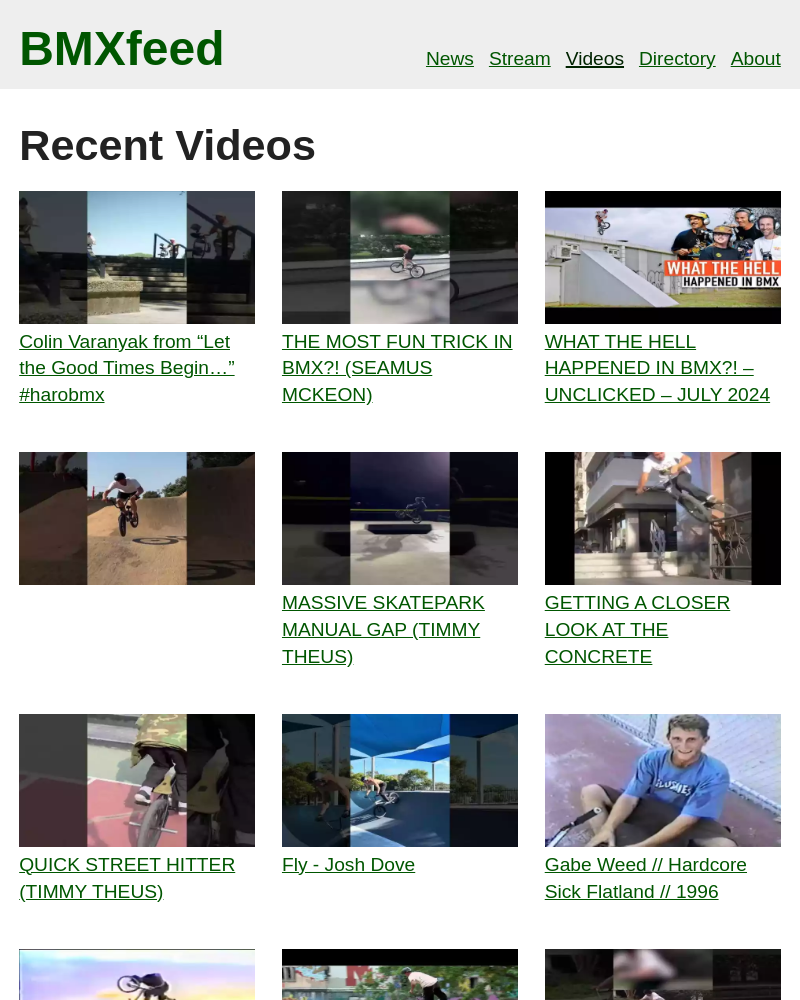 BMXfeed
News Stream Videos Directory About
Recent Videos
WHAT THE HELL
HAPPENED IN BMX
Colin Varanyak from “Let
the Good Times Begin…”
#harobmx
THE MOST FUN TRICK IN
BMX?! (SEAMUS
MCKEON)
WHAT THE HELL
HAPPENED IN BMX?! –
UNCLICKED – JULY 2024
MASSIVE SKATEPARK
MANUAL GAP (TIMMY
THEUS)
GETTING A CLOSER
LOOK AT THE
CONCRETE
QUICK STREET HITTER
(TIMMY THEUS)
Fly - Josh Dove
Gabe Weed // Hardcore
Sick Flatland // 1996